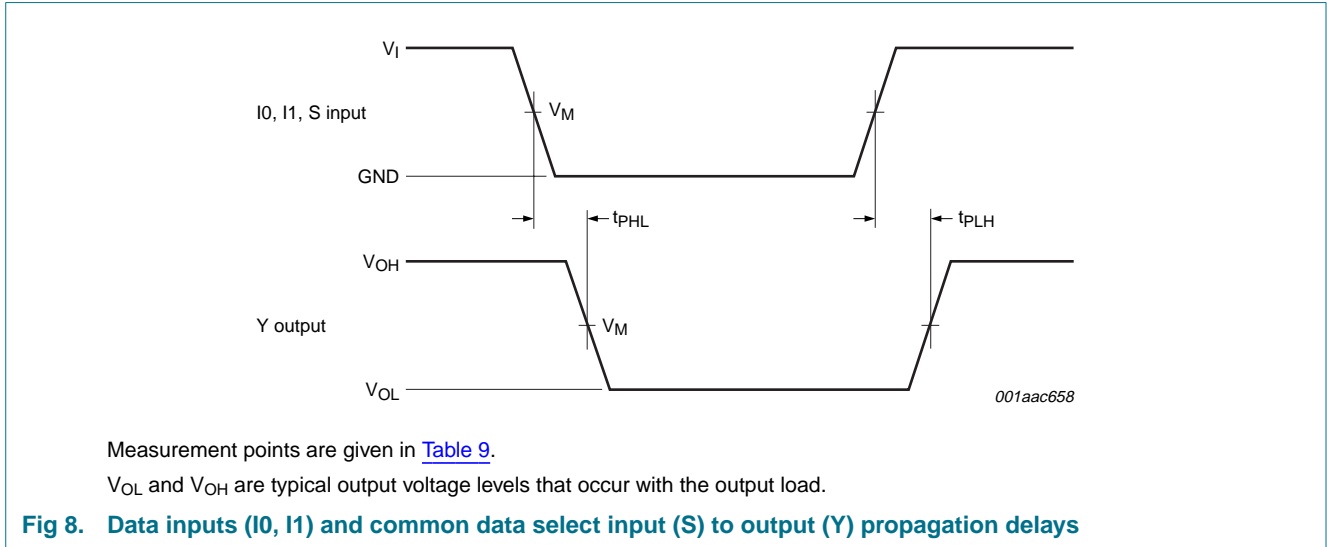 VI
I0, I1, S input
VM
GND
tPHL
tPLH
VOH
Y output
VM
VOL
001aac658
Measurement points are given in Table 9.
VOL and VOH are typical output voltage levels that occur with the output load.
Fig 8. Data inputs (I0, I1) and common data select input (S) to output (Y) propagation delays